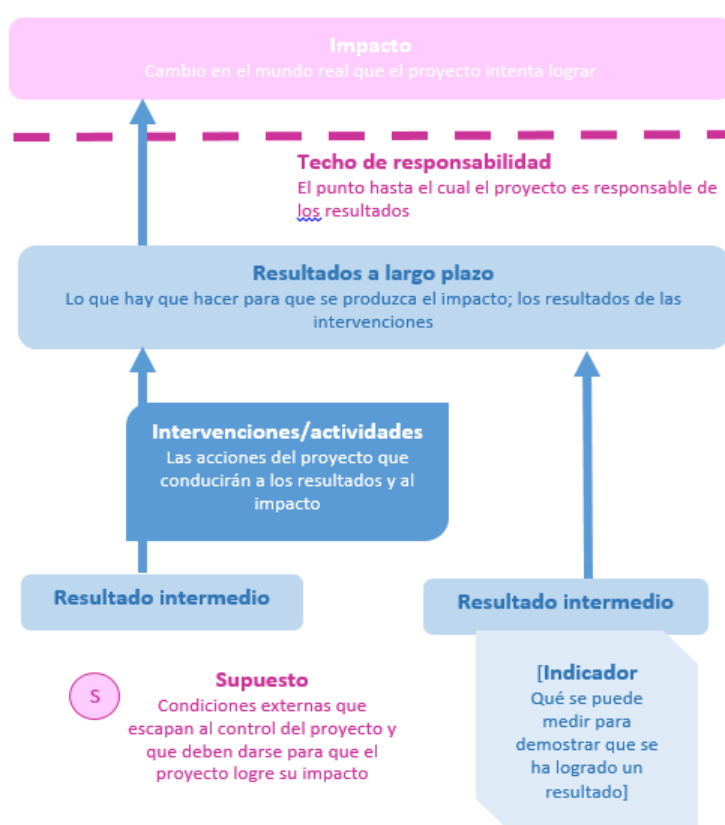 Impacto
Cambio en el mundo real que el proyecto intenta lograr
Techo de responsabilidad
El punto hasta el cual el proyecto es responsable de
los resultados
Resultados a largo plazo
Lo que hay que hacer para que se produzca el impacto; los resultados de las
intervenciones
Intervenciones/actividades
Las acciones del proyecto que
conducirán a los resultados y al
impacto
Resultado intermedio
Resultado intermedio
S
Supuesto
Condiciones externas que
escapan al control del proyecto y
que deben darse para que el
proyecto logre su impacto
[Indicador
Qué se puede
medir para
demostrar que se
ha logrado un
resultado]